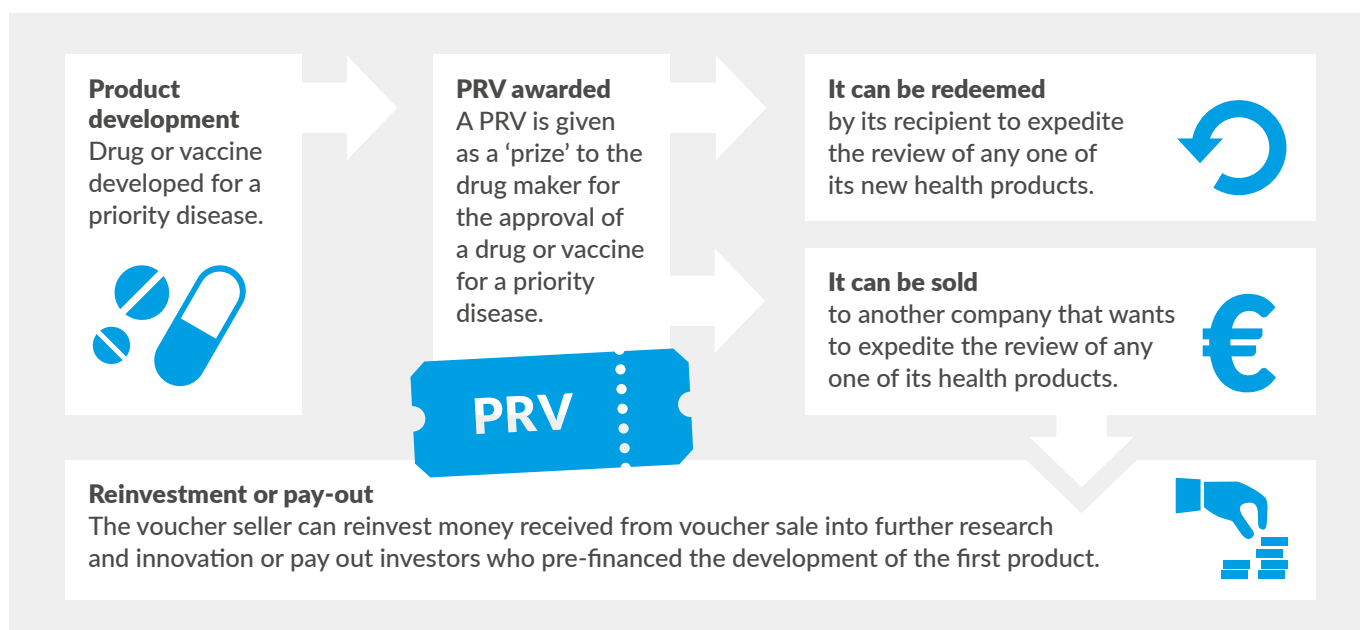 Product
development
Drug or vaccine
developed for a
priority disease.
PRV awarded
A PRV is given
as a ‘prize’ to the
drug maker for
the approval of
a drug or vaccine
for a priority
disease.
PRV
It can be redeemed
by its recipient to expedite
the review of any one of
its new health products.
It can be sold
to another company that wants
to expedite the review of any
one of its health products.
€
Reinvestment or pay-out
The voucher seller can reinvest money received from voucher sale into further research
and innovation or pay out investors who pre-financed the development of the first product.